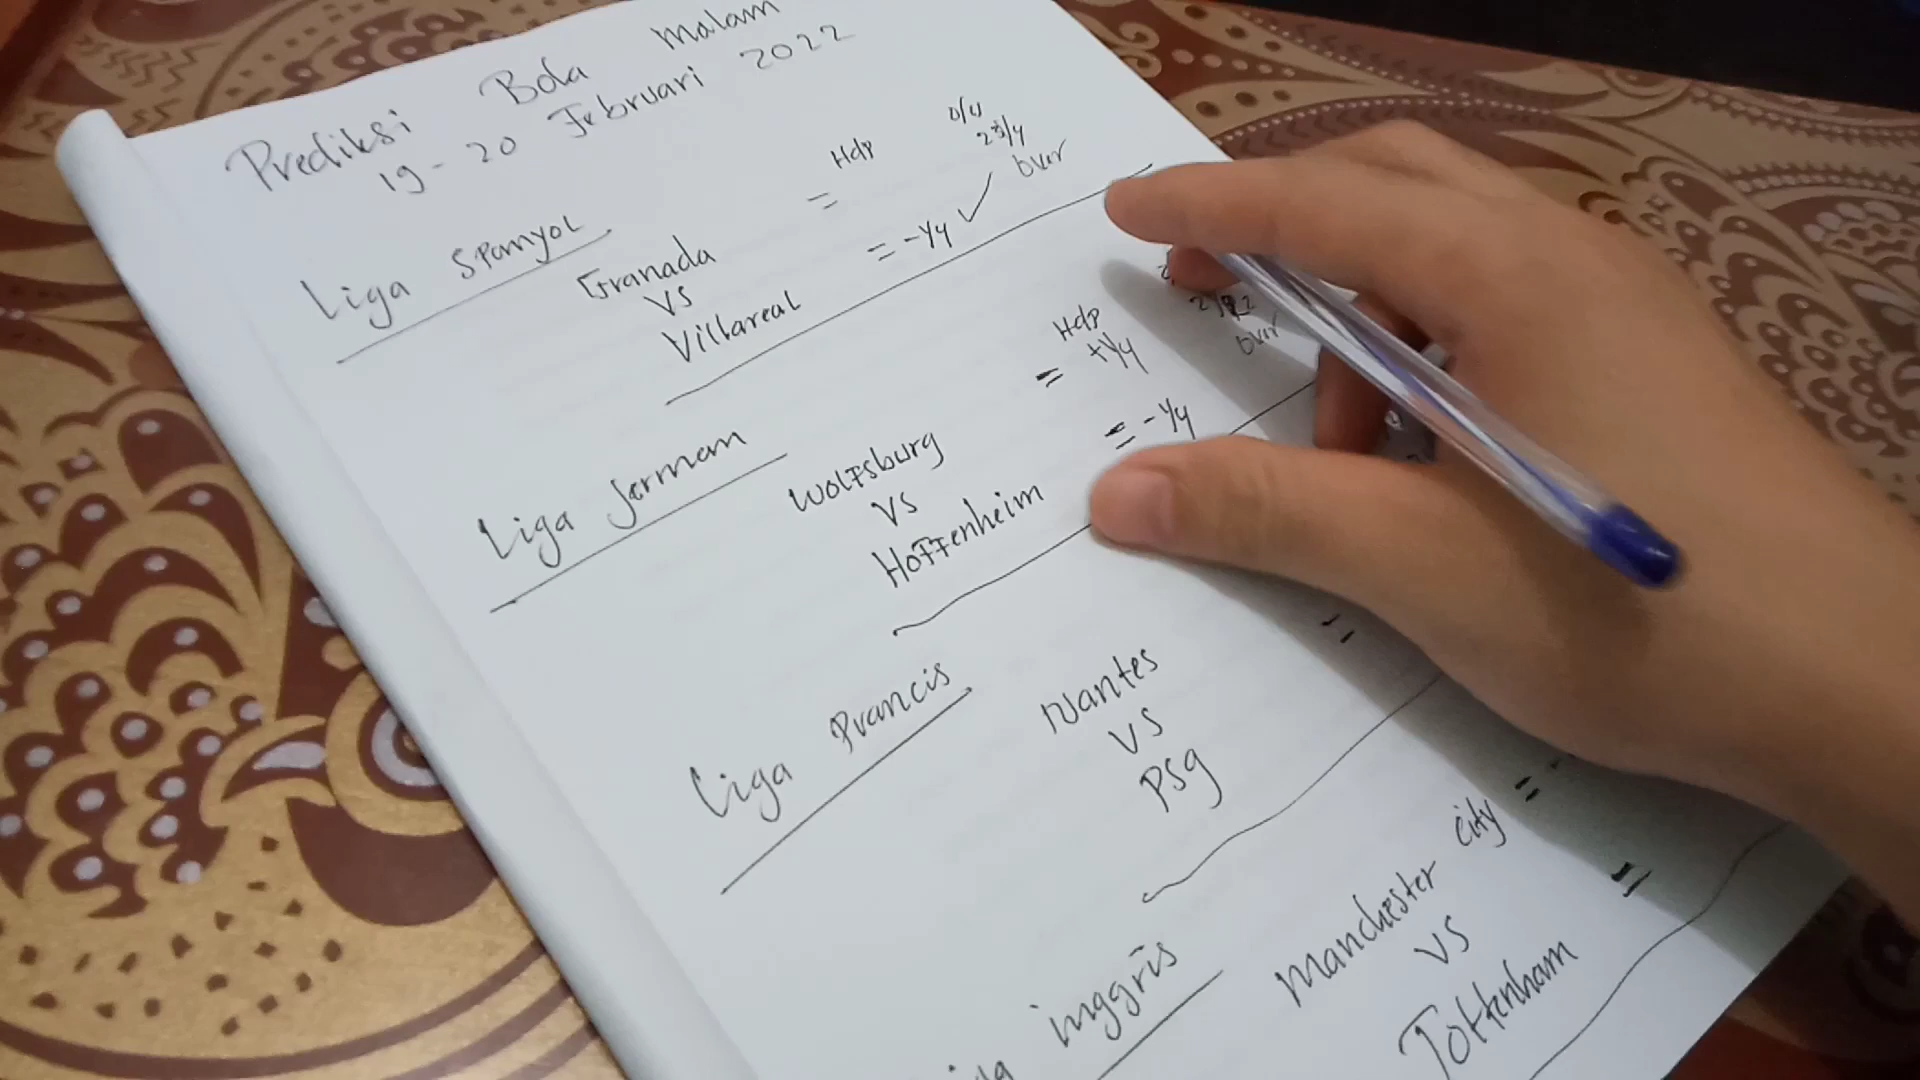 Prediksi Bola Malam
19-20 Februari 2022
Liga Spanyol
Granada = Hdp
VS
Villareal = -1/4 ✓
O/U
2 3/4
Over
Liga Jerman
Wolfsburg = Hdp +1/4
VS
Hoffenheim = -1/4
Over
Liga Prancis
Nantes =
VS
PSg
inggris
Manchester city =
VS
Tottenham =